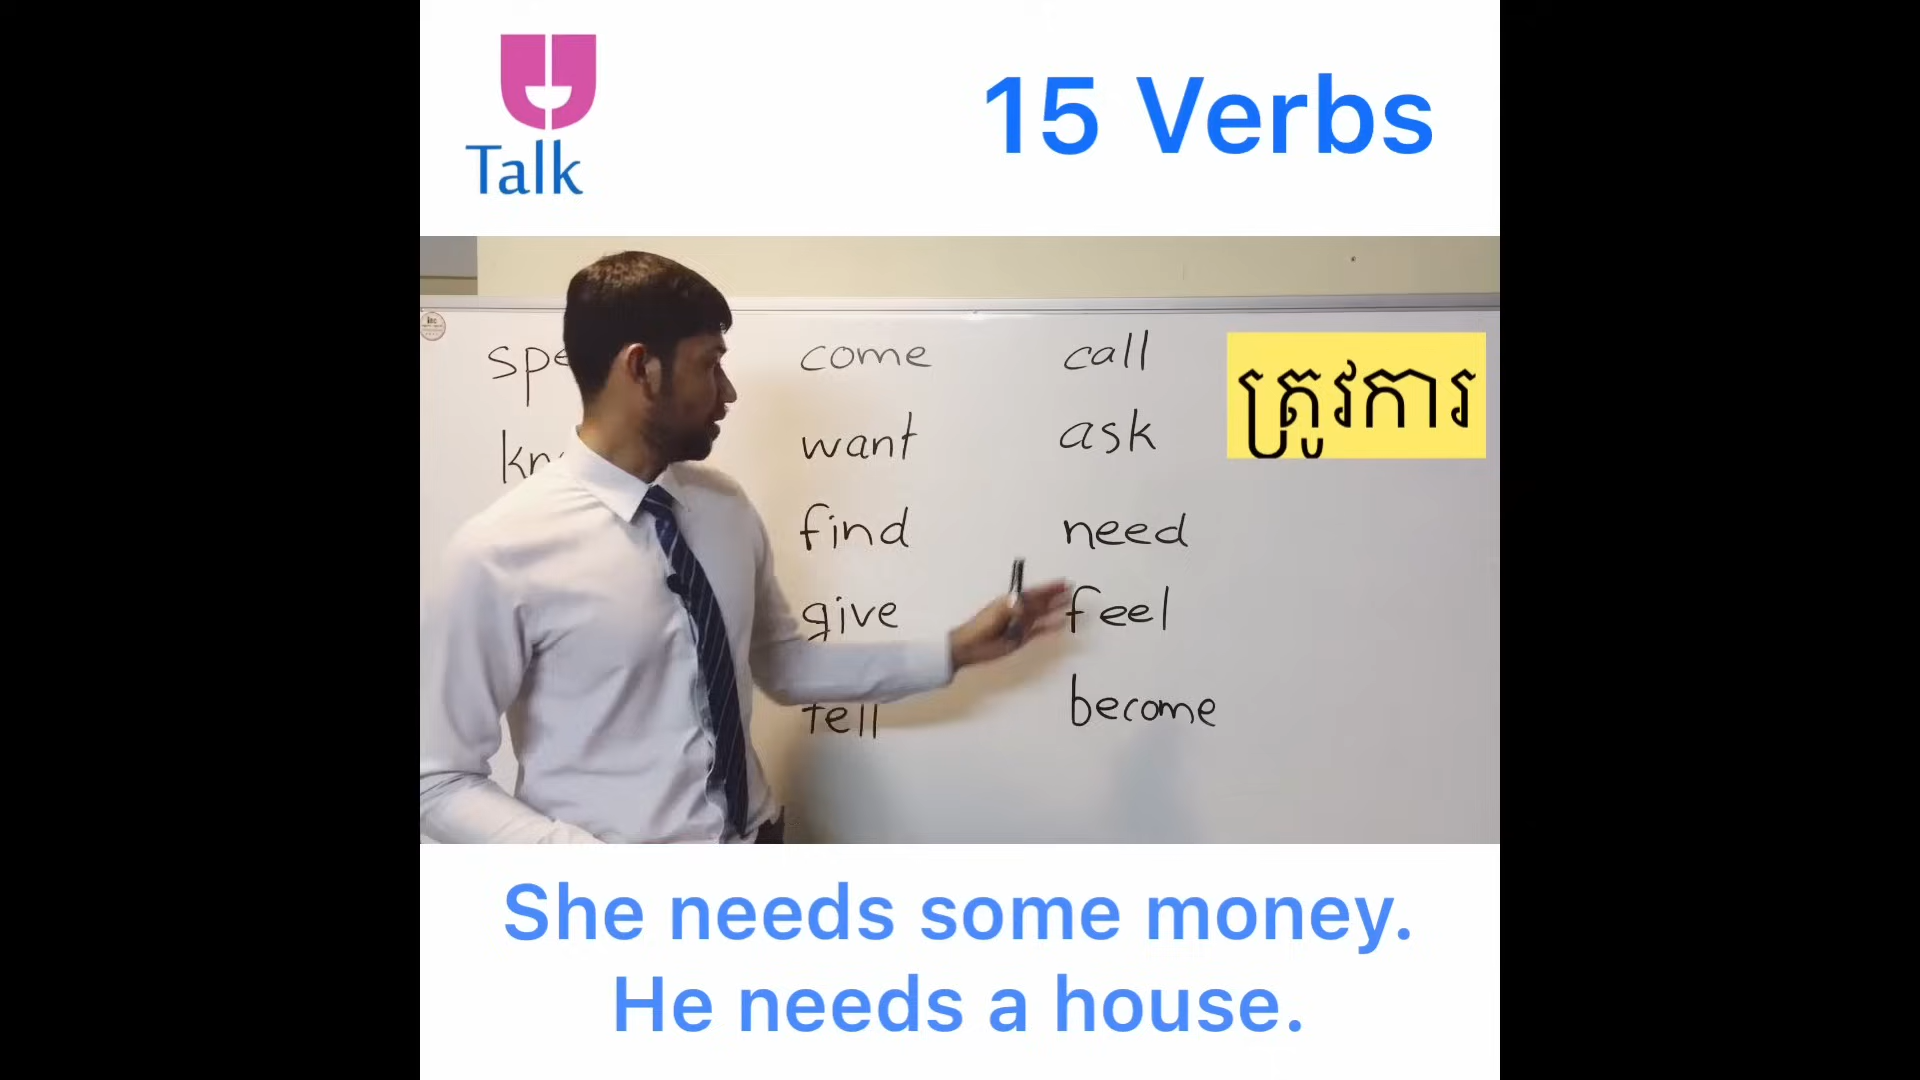 Talk
15 Verbs
come
want
find
give
tell
call
ask
need
feel
become
ត្រូវការ
She needs some money.
He needs a house.